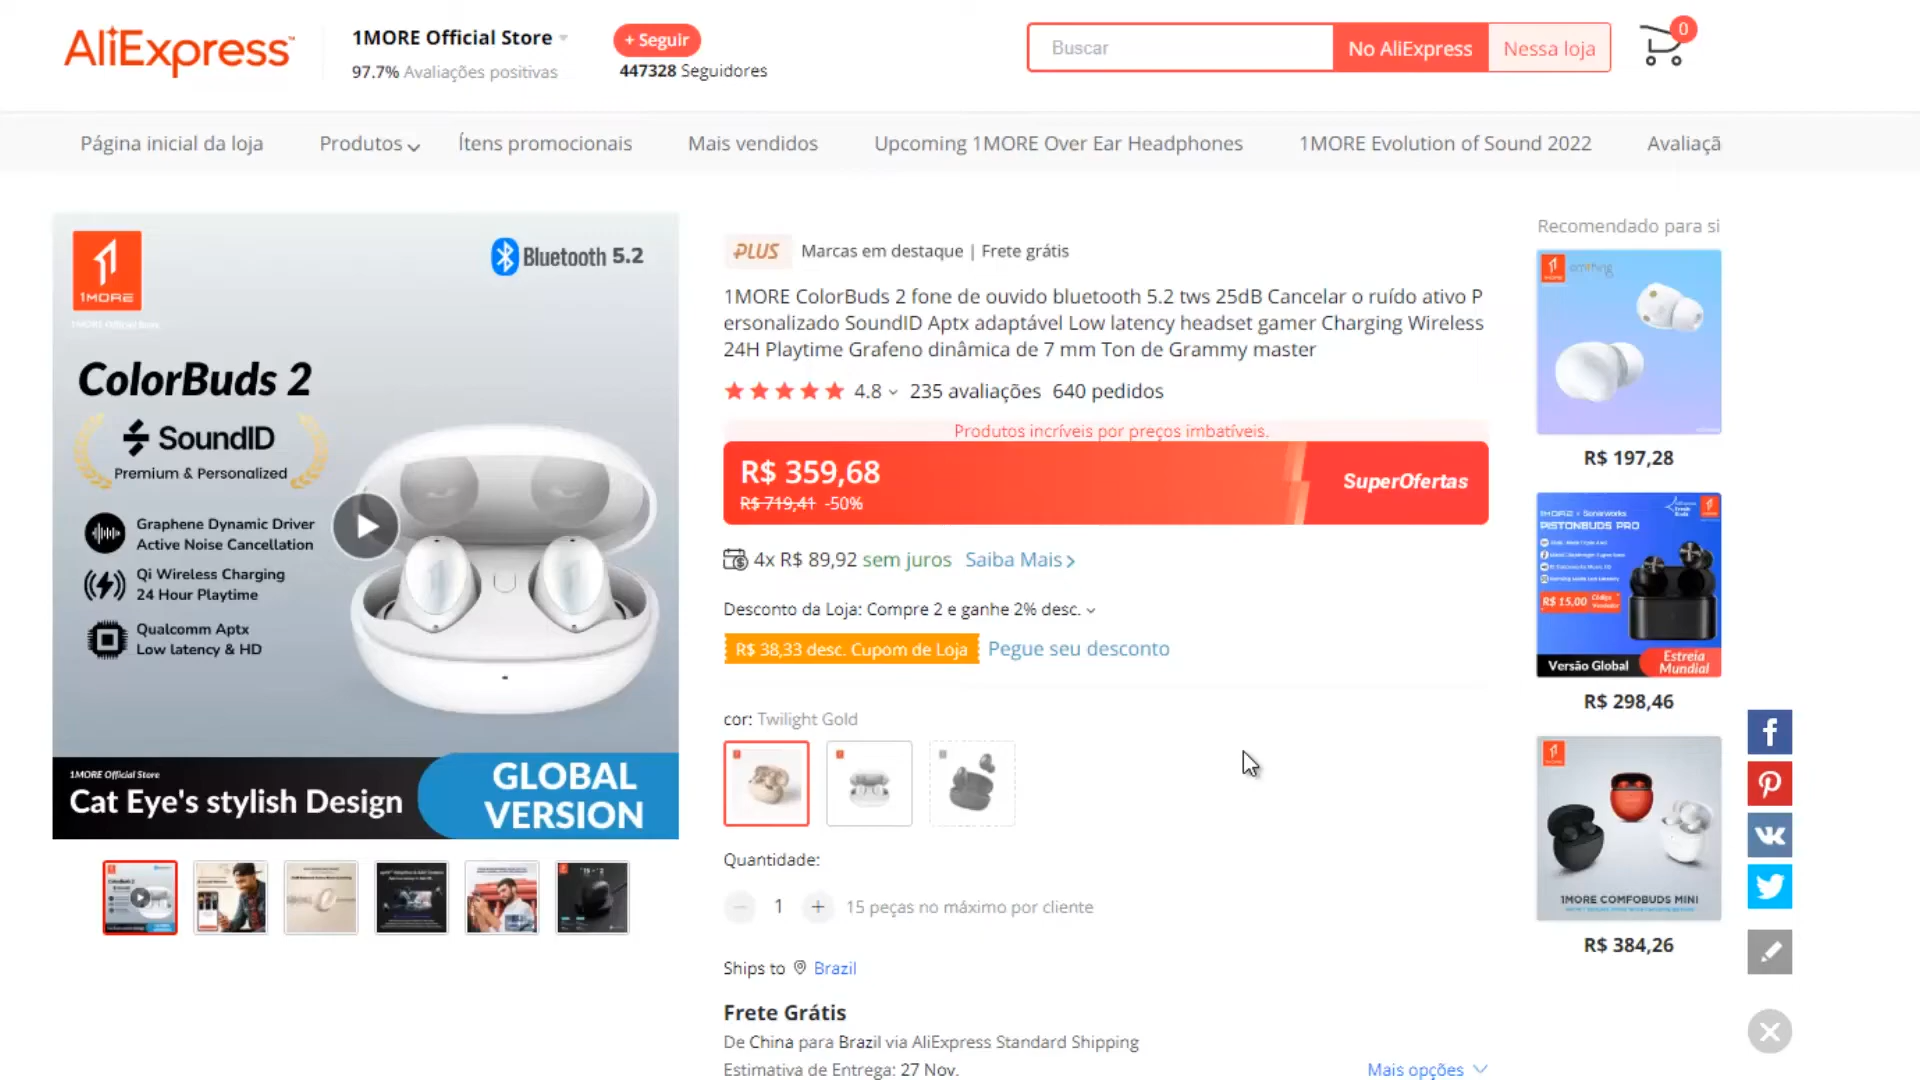 AliExpress
1MORE Official Store
97.7% Avaliações positivas
+ Seguir
447328 Seguidores
Buscar
No AliExpress
Nessa loja
0
Página inicial da loja
Produtos
Ítens promocionais
Mais vendidos
Upcoming 1MORE Over Ear Headphones
1MORE Evolution of Sound 2022
Avaliaçã
1MORE
1MORE Official Store
Bluetooth 5.2
ColorBuds 2
SoundID
Premium & Personalized
Graphene Dynamic Driver
Active Noise Cancellation
Qi Wireless Charging
24 Hour Playtime
Qualcomm Aptx
Low latency & HD
1MORE Official Store
Cat Eye's stylish Design
GLOBAL
VERSION
PLUS
Marcas em destaque | Frete grátis
1MORE ColorBuds 2 fone de ouvido bluetooth 5.2 tws 25dB Cancelar o ruído ativo P
ersonalizado SoundID Aptx adaptável Low latency headset gamer Charging Wireless
24H Playtime Grafeno dinâmica de 7 mm Ton de Grammy master
4.8
235 avaliações
640 pedidos
Produtos incríveis por preços imbatíveis.
R$ 359,68
R$ 719,41 -50%
SuperOfertas
4x R$ 89,92 sem juros
Saiba Mais
Desconto da Loja: Compre 2 e ganhe 2% desc.
R$ 38,33 desc. Cupom de Loja
Pegue seu desconto
cor: Twilight Gold
Quantidade:
1
+
15 peças no máximo por cliente
Ships to
Brazil
Frete Grátis
De China para Brazil via AliExpress Standard Shipping
Estimativa de Entrega: 27 Nov.
Mais opções
Recomendado para si
R$ 197,28
PISTONBUDS PRO
R$ 15,00
Versão Global
Estreia
Mundial
R$ 298,46
1MORE COMFOBUDS MINI
R$ 384,26